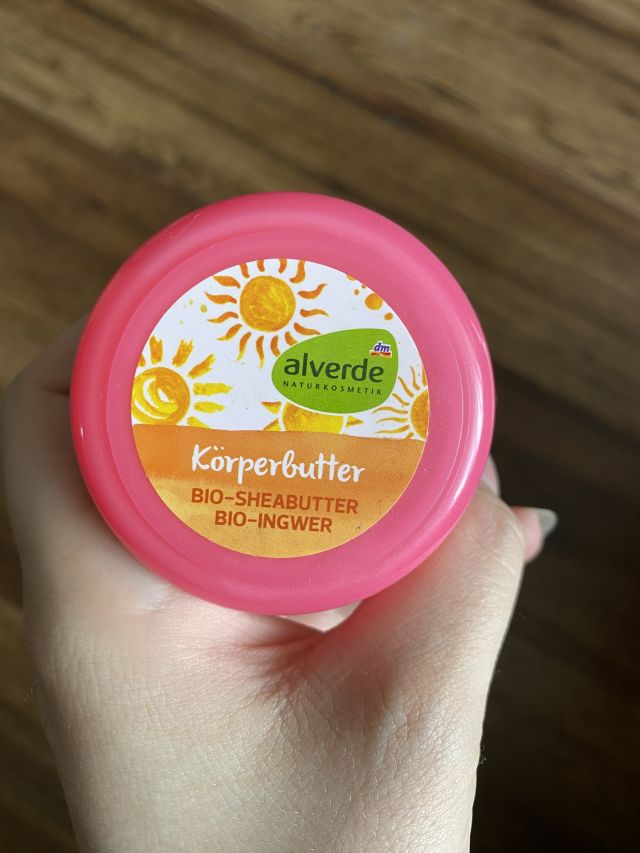 dm
alverde
NATURKOSMETIK
Körperbutter
BIO-SHEABUTTER
BIO-INGWER